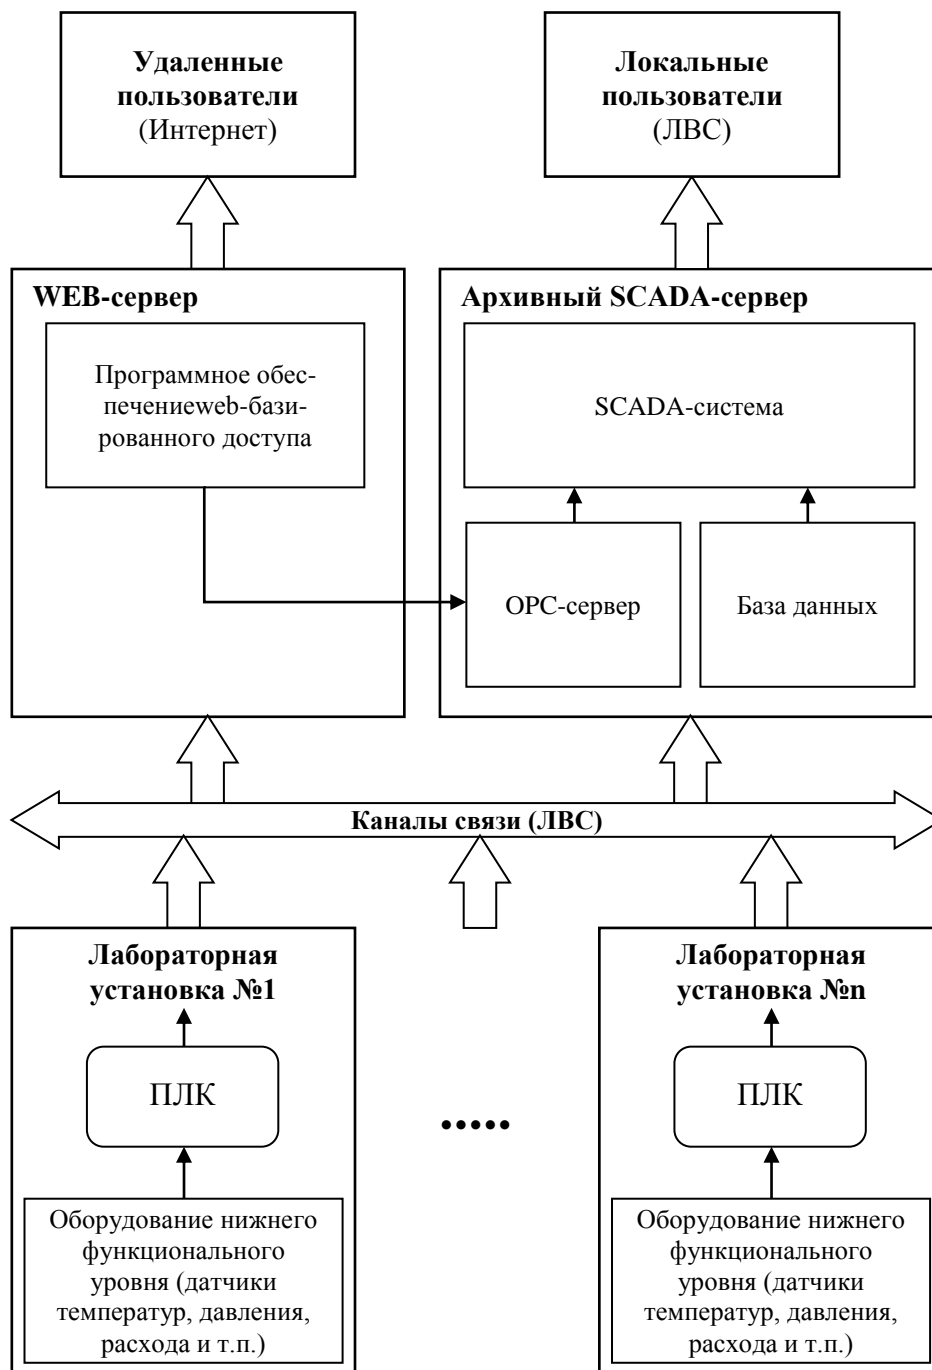 Удаленные
пользователи
(Интернет)
Локальные
пользователи
(ЛВС)
WEB-сервер
Программное обес-
печениеweb-бази-
рованного доступа
Архивный SCADA-сервер
SCADA-система
OPC-сервер
База данных
Каналы связи (ЛВС)
Лабораторная
установка №1
ПЛК
Оборудование нижнего
функционального
уровня (датчики
температур, давления,
расхода и т.п.)
.....
Лабораторная
установка №n
ПЛК
Оборудование нижнего
функционального
уровня (датчики
температур, давления,
расхода и т.п.)